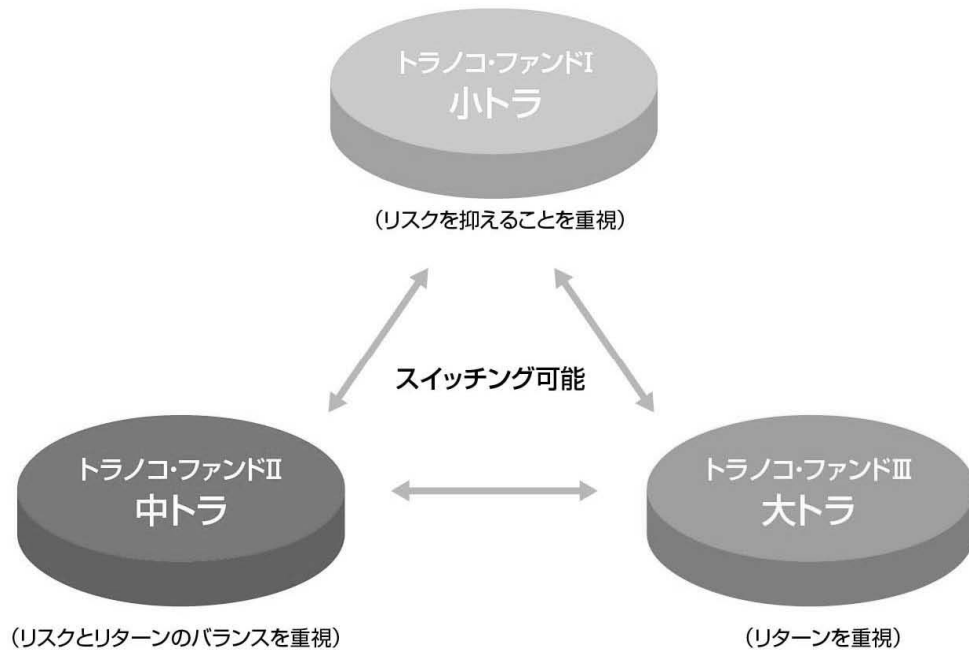 トラノコ・ファンドⅠ
小トラ
(リスクを抑えることを重視)
スイッチング可能
トラノコ・ファンドⅡ
中トラ
(リスクとリターンのバランスを重視)
トラノコ・ファンドⅢ
大トラ
(リターンを重視)